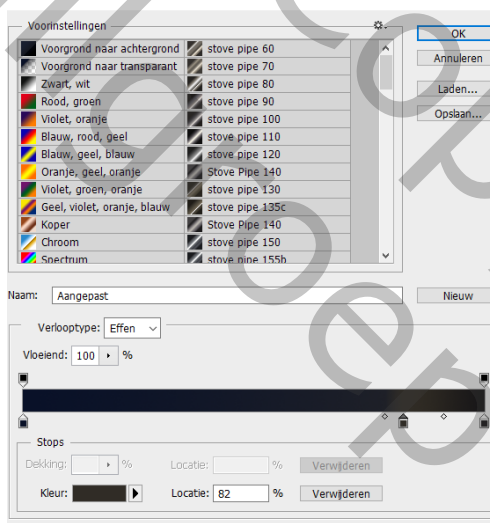 Voorinstellingen
OK
Annuleren
Laden...
Opslaan...
Voorgrond naar achtergrond stove pipe 60
Voorgrond naar transparant stove pipe 70
Zwart, wit stove pipe 80
Rood, groen stove pipe 90
Violet, oranje stove pipe 100
Blauw, rood, geel stove pipe 110
Blauw, geel, blauw stove pipe 120
Oranje, geel, oranje Stove Pipe 140
Violet, groen, oranje stove pipe 130
Geel, violet, oranje, blauw stove pipe 135c
Koper Stove Pipe 140
Chroom stove pipe 150
Spectrum stove pipe 155b
Naam: Aangepast Nieuw
Verlooptype: Effen
Vloeiend: 100 %
Stops
Dekking: % Locatie: % Verwijderen
Kleur: Locatie: 82 % Verwijderen